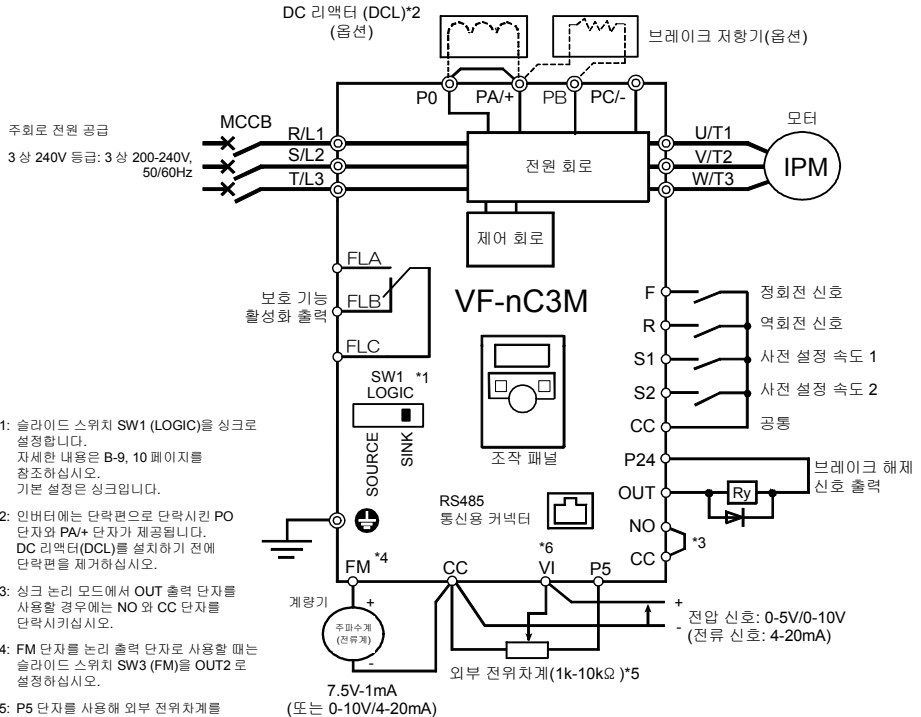 DC 리액터 (DCL)*2
(옵션)
브레이크 저항기(옵션)
P0
PA/+
PB
PC/-
MCCB
주회로 전원 공급
3 상 240V 등급: 3 상 200-240V,
50/60Hz
R/L1
S/L2
T/L3
전원 회로
U/T1
V/T2
W/T3
모터
IPM
제어 회로
FLA
FLB
FLC
보호 기능
활성화 출력
VF-nC3M
F
정회전 신호
R
역회전 신호
S1
사전 설정 속도 1
S2
사전 설정 속도 2
CC
공통
SW1 *1
LOGIC
SOURCE
SINK
조작 패널
P24
OUT
Ry
브레이크 해제
신호 출력
NO
CC
*3
RS485
통신용 커넥터
1: 슬라이드 스위치 SW1 (LOGIC)을 싱크로
설정합니다.
자세한 내용은 B-9, 10 페이지를
참조하십시오.
기본 설정은 싱크입니다.
2: 인버터에는 단락편으로 단락시킨 PO
단자와 PA/+ 단자가 제공됩니다.
DC 리액터(DCL)를 설치하기 전에
단락편을 제거하십시오.
3: 싱크 논리 모드에서 OUT 출력 단자를
사용할 경우에는 NO 와 CC 단자를
단락시키십시오.
4: FM 단자를 논리 출력 단자로 사용할 때는
슬라이드 스위치 SW3 (FM)을 OUT2 로
설정하십시오.
5: P5 단자를 사용해 외부 전위차계를
FM
*4
CC
*6
VI
P5
계량기
+
주파수계
(전류계)
-
7.5V-1mA
(또는 0-10V/4-20mA)
외부 전위차계(1k-10kΩ )*5
+
-
전압 신호: 0-5V/0-10V
(전류 신호: 4-20mA)